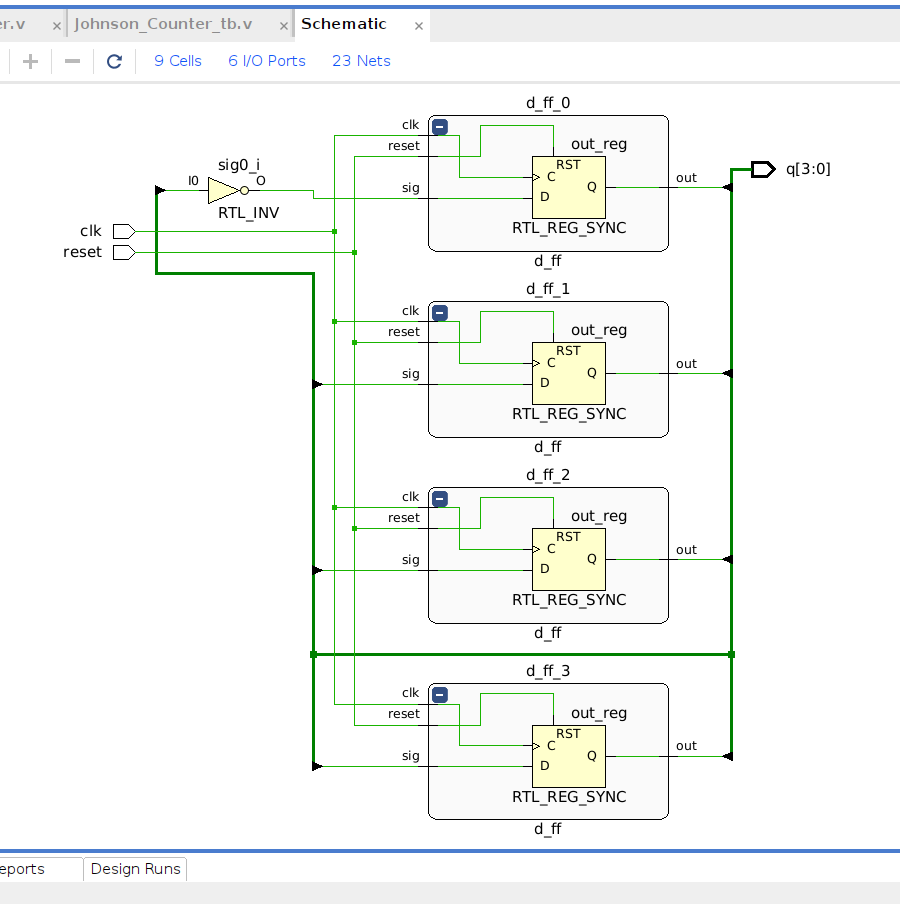 er.v × Johnson_Counter_tb.v × Schematic ×
9 Cells 6 I/O Ports 23 Nets
d_ff_0
clk
reset
sig
out_reg
RST
C
D
Q
RTL_REG_SYNC
out
d_ff
sig0_i
I0 O
RTL_INV
clk
reset
q[3:0]
d_ff_1
clk
reset
sig
out_reg
RST
C
D
Q
RTL_REG_SYNC
out
d_ff
d_ff_2
clk
reset
sig
out_reg
RST
C
D
Q
RTL_REG_SYNC
out
d_ff
d_ff_3
clk
reset
sig
out_reg
RST
C
D
Q
RTL_REG_SYNC
out
d_ff
eports Design Runs